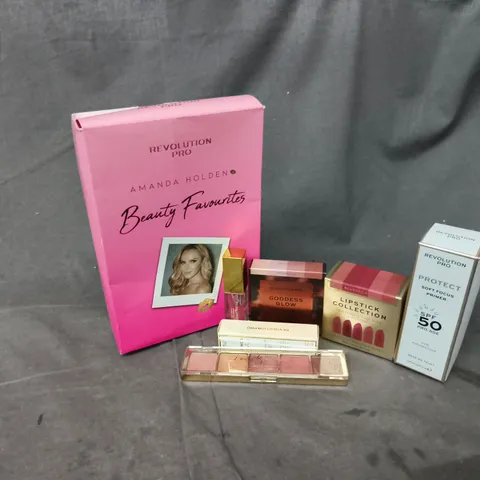 REVOLUTION
PRO
AMANDA HOLDEN
Beauty Favourites
GODDESS
GLOW
LIPSTICK
COLLECTION
REVOLUTION
PRO
PROTECT
SOFT FOCUS
PRIMER
SPF
50